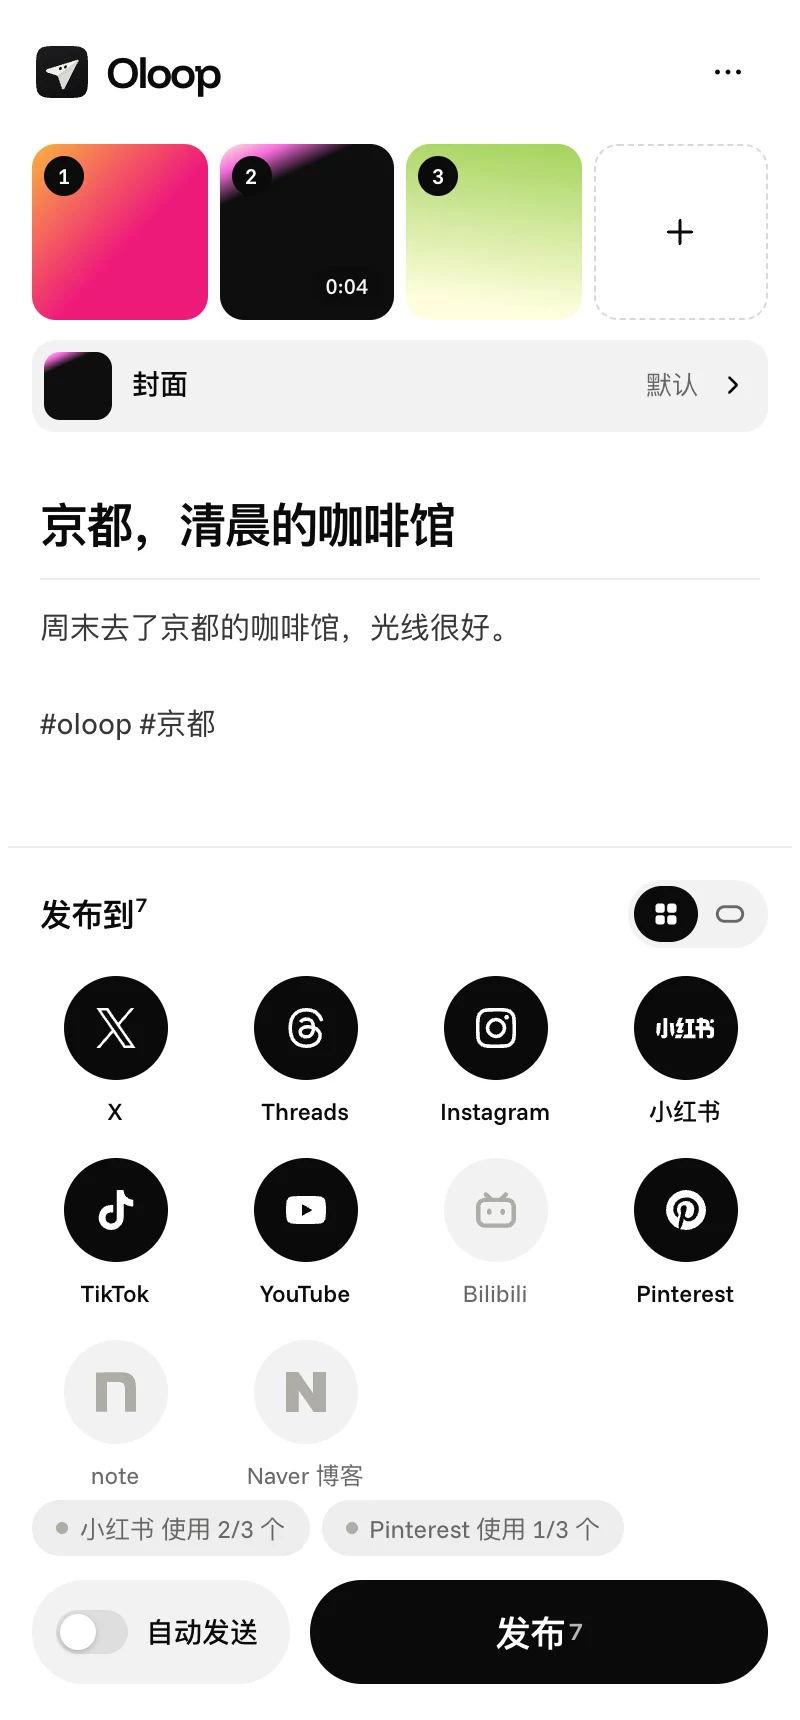 Oloop
1
2
3
0:04
封面
默认
京都，清晨的咖啡馆
周末去了京都的咖啡馆，光线很好。
#oloop #京都
发布到7
小红书
X
Threads
Instagram
小红书
TikTok
YouTube
Bilibili
Pinterest
note
Naver 博客
小红书 使用 2/3 个
Pinterest 使用 1/3 个
自动发送
发布7